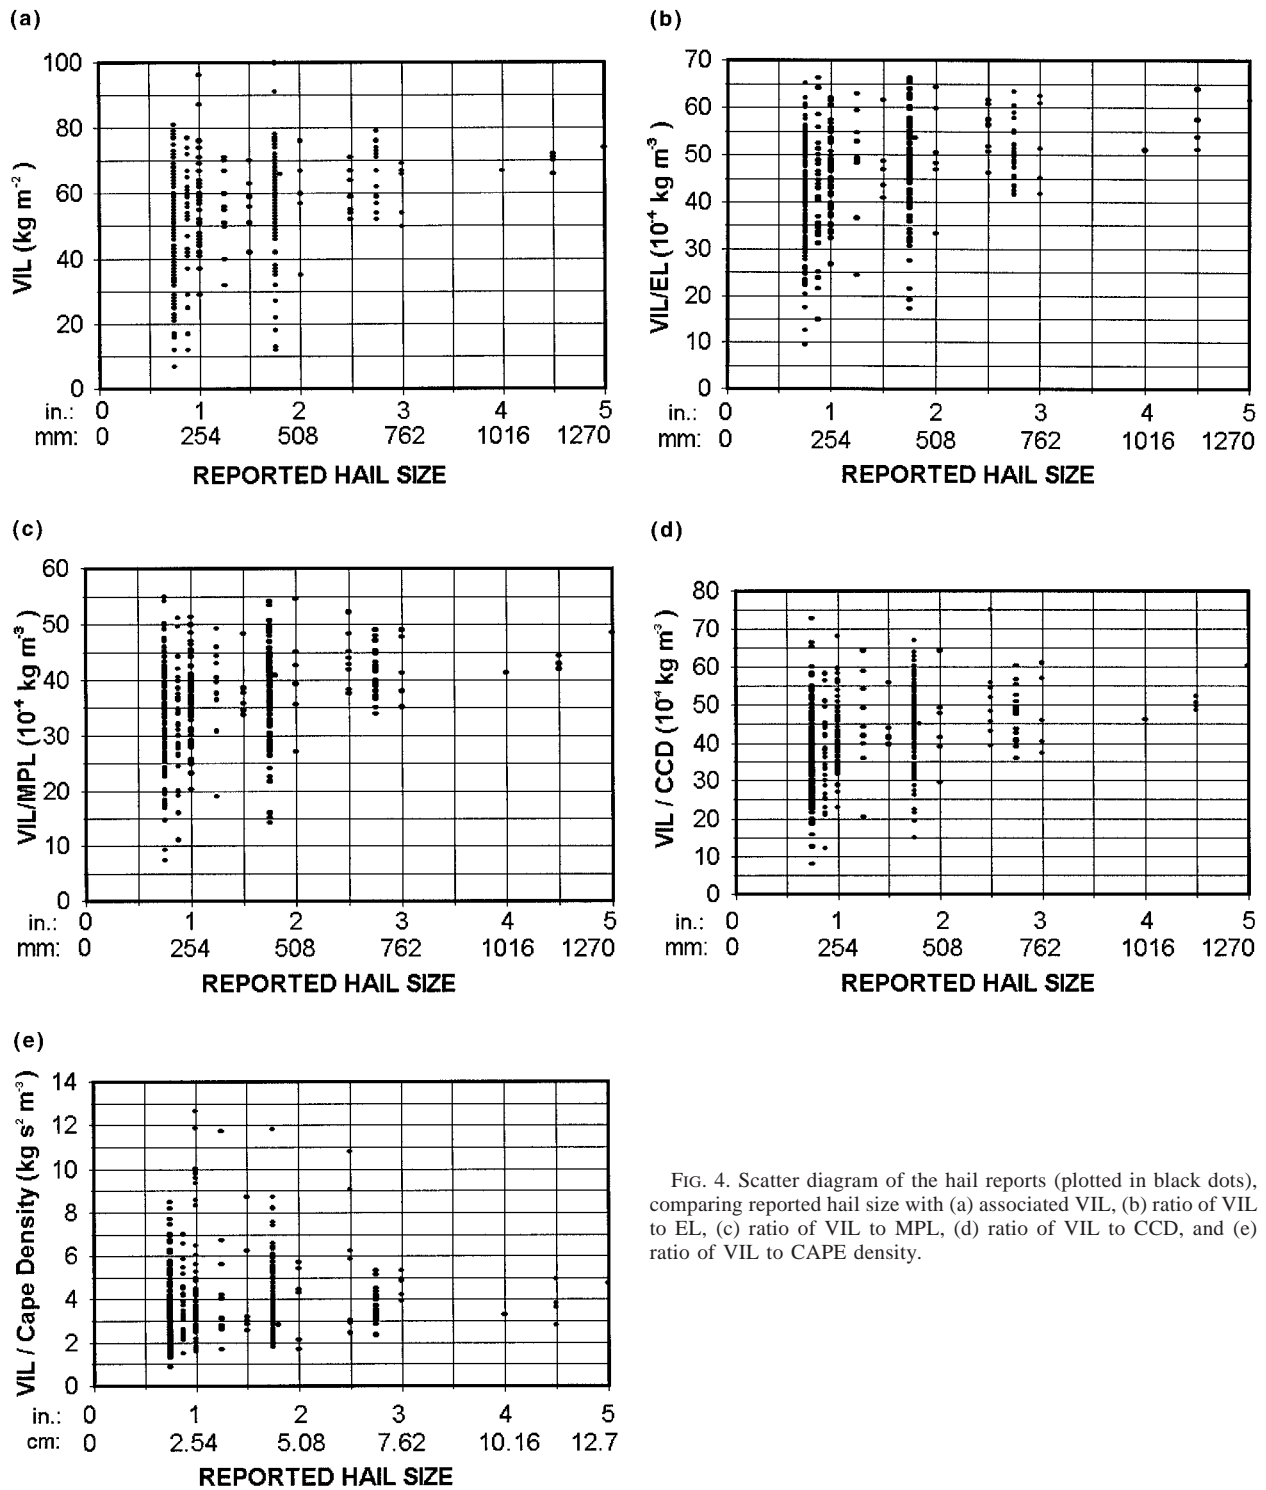 (a)
100
80
60
40
20
0
VIL (kg m⁻²)
in.: 0 1 2 3 4 5
mm: 0 254 508 762 1016 1270
REPORTED HAIL SIZE
(b)
70
60
50
40
30
20
10
0
VIL/EL (10⁻⁴ kg m⁻³)
in.: 0 1 2 3 4 5
mm: 0 254 508 762 1016 1270
REPORTED HAIL SIZE
(c)
60
50
40
30
20
10
0
VIL/MPL (10⁻⁴ kg m⁻³)
in.: 0 1 2 3 4 5
mm: 0 254 508 762 1016 1270
REPORTED HAIL SIZE
(d)
80
70
60
50
40
30
20
10
0
VIL / CCD (10⁻⁴ kg m⁻³)
in.: 0 1 2 3 4 5
mm: 0 254 508 762 1016 1270
REPORTED HAIL SIZE
(e)
14
12
10
8
6
4
2
0
VIL / Cape Density (kg s² m⁻³)
in.: 0 1 2 3 4 5
cm: 0 2.54 5.08 7.62 10.16 12.7
REPORTED HAIL SIZE
FIG. 4. Scatter diagram of the hail reports (plotted in black dots),
comparing reported hail size with (a) associated VIL, (b) ratio of VIL
to EL, (c) ratio of VIL to MPL, (d) ratio of VIL to CCD, and (e)
ratio of VIL to CAPE density.